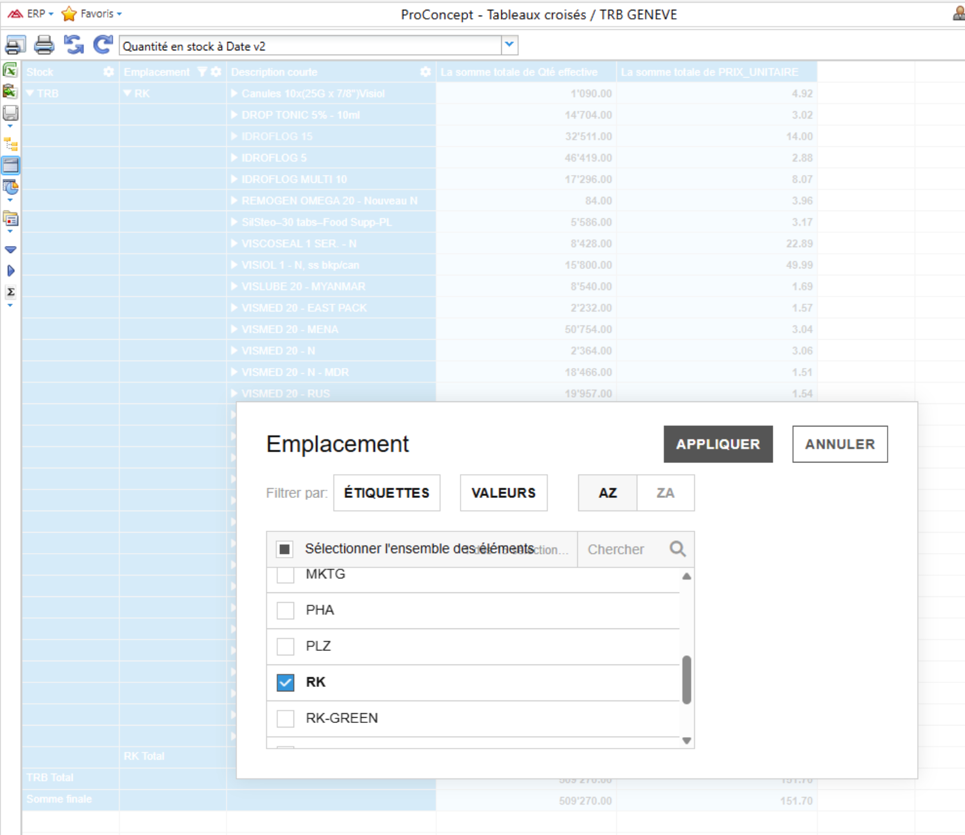 ERP Favoris ProConcept - Tableaux croisés / TRB GENEVE
Quantité en stock à Date v2
Stock Emplacement Description courte La somme totale de Qté effective La somme totale de PRIX_UNITAIRE
TRB RK Canules 10x(25G x 7/8")Visiol 1'090.00 4.92
DROP TONIC 5% - 10ml 14'704.00 3.02
IDROFLOG 15 32'511.00 14.00
IDROFLOG 5 46'419.00 2.88
IDROFLOG MULTI 10 17'296.00 8.07
REMOGEN OMEGA 20 - Nouveau N 84.00 3.96
SilSteo–30 tabs–Food Supp-PL 5'586.00 3.17
VISCOSEAL 1 SER. - N 8'428.00 22.89
VISIOL 1 - N, ss bkp/can 15'800.00 49.99
VISLUBE 20 - MYANMAR 8'540.00 1.69
VISMED 20 - EAST PACK 2'232.00 1.57
VISMED 20 - MENA 50'754.00 3.04
VISMED 20 - N 2'364.00 3.06
VISMED 20 - N - MDR 18'466.00 1.51
VISMED 20 - RUS 19'957.00 1.54
Emplacement APPLIQUER ANNULER
Filtrer par: ÉTIQUETTES VALEURS AZ ZA
Sélectionner l'ensemble des éléments Chercher
MKTG
PHA
PLZ
RK
RK-GREEN
RK Total
TRB Total 509'270.00 151.70
Somme finale 509'270.00 151.70